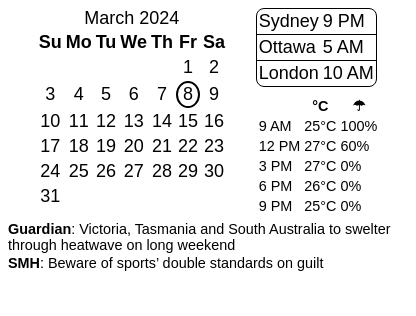 March 2024
Su Mo Tu We Th Fr Sa
1 2
3 4 5 6 7 8 9
10 11 12 13 14 15 16
17 18 19 20 21 22 23
24 25 26 27 28 29 30
31
Sydney 9 PM
Ottawa 5 AM
London 10 AM
°C ☂
9 AM 25°C 100%
12 PM 27°C 60%
3 PM 27°C 0%
6 PM 26°C 0%
9 PM 25°C 0%
Guardian: Victoria, Tasmania and South Australia to swelter
through heatwave on long weekend
SMH: Beware of sports’ double standards on guilt